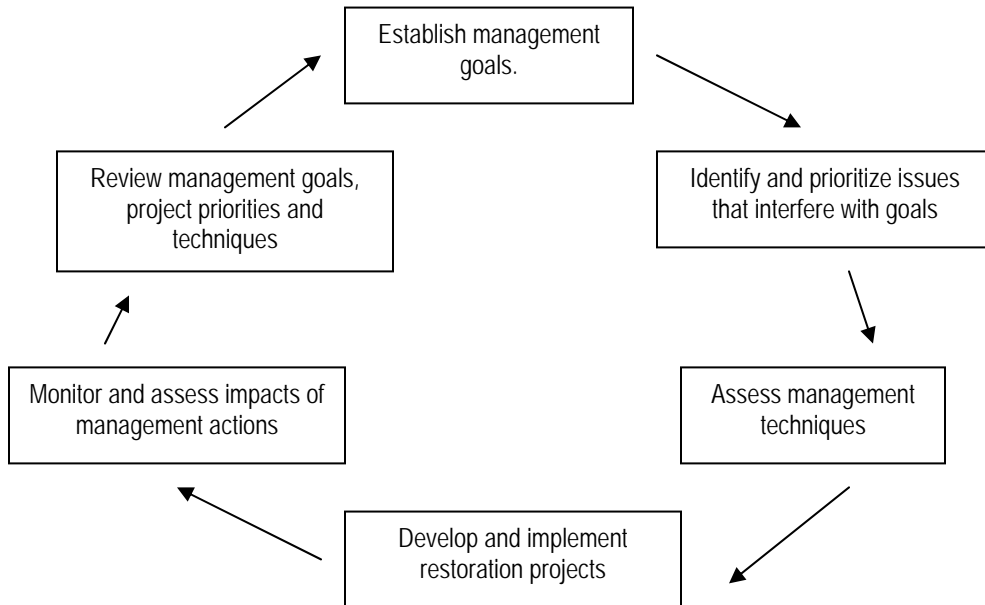 Establish management
goals.
Identify and prioritize issues
that interfere with goals
Assess management
techniques
Develop and implement
restoration projects
Monitor and assess impacts of
management actions
Review management goals,
project priorities and
techniques